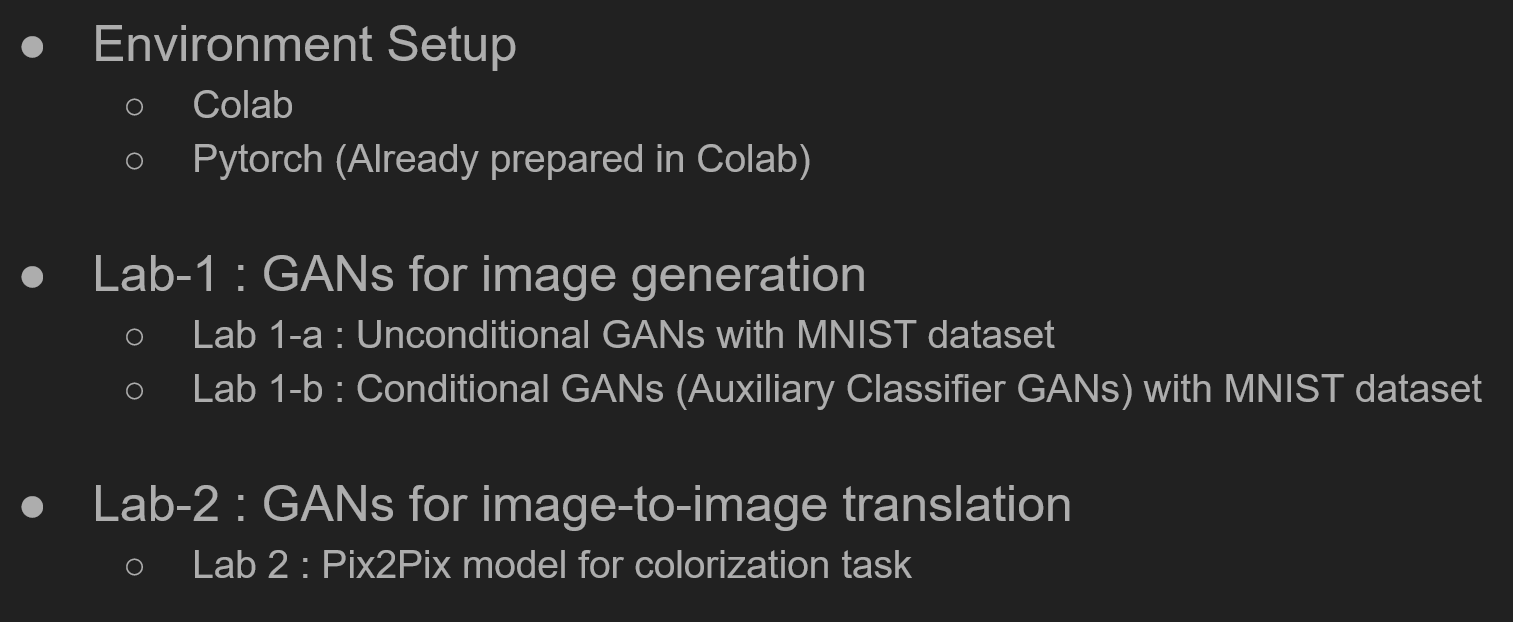 ● Environment Setup
○ Colab
○ Pytorch (Already prepared in Colab)
● Lab-1 : GANs for image generation
○ Lab 1-a : Unconditional GANs with MNIST dataset
○ Lab 1-b : Conditional GANs (Auxiliary Classifier GANs) with MNIST dataset
● Lab-2 : GANs for image-to-image translation
○ Lab 2 : Pix2Pix model for colorization task